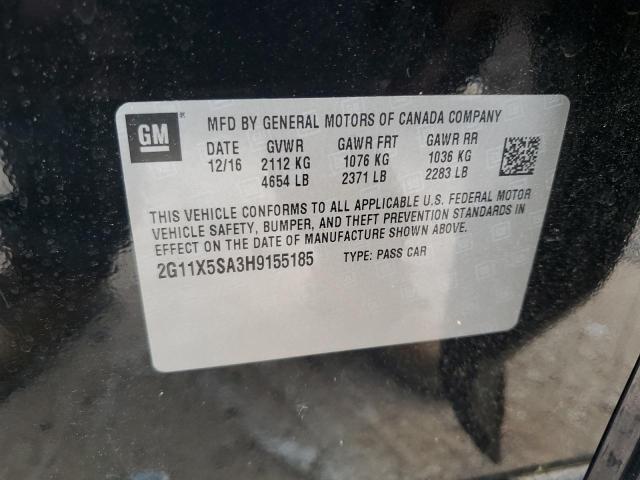 GM
MFD BY GENERAL MOTORS OF CANADA COMPANY
DATE GVWR GAWR FRT GAWR RR
12/16 2112 KG 1076 KG 1036 KG
4654 LB 2371 LB 2283 LB
THIS VEHICLE CONFORMS TO ALL APPLICABLE U.S. FEDERAL MOTOR
VEHICLE SAFETY, BUMPER, AND THEFT PREVENTION STANDARDS IN
EFFECT ON THE DATE OF MANUFACTURE SHOWN ABOVE.
2G11X5SA3H9155185 TYPE: PASS CAR